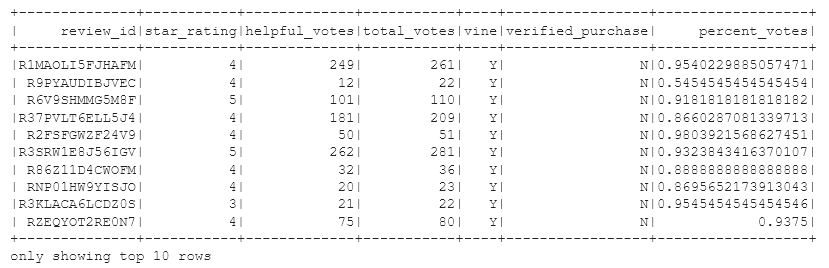 +--------------+-----------+-------------+-----------+----+-----------------+------------------+
|     review_id|star_rating|helpful_votes|total_votes|vine|verified_purchase|     percent_votes|
+--------------+-----------+-------------+-----------+----+-----------------+------------------+
|R1MAOLI5FJHAFM|          4|          249|        261|   Y|                N|0.9540229885057471|
| R9PYAUDIBJVEC|          4|           12|         22|   Y|                N|0.5454545454545454|
| R6V9SHMMG5M8F|          5|          101|        110|   Y|                N|0.9181818181818182|
|R37PVLT6ELL5J4|          4|          181|        209|   Y|                N|0.8660287081339713|
|R2FSFGWZF24V9|          4|           50|         51|   Y|                N|0.9803921568627451|
|R3SRW1E8J56IGV|          5|          262|        281|   Y|                N|0.9323843416370107|
| R86Z11D4CWOFM|          4|           32|         36|   Y|                N|0.8888888888888888|
| RNP01HW9YISJO|          4|           20|         23|   Y|                N|0.8695652173913043|
|R3KLACA6LCDZ0S|          3|           21|         22|   Y|                N|0.9545454545454546|
| RZEQYOT2RE0N7|          4|           75|         80|   Y|                N|            0.9375|
+--------------+-----------+-------------+-----------+----+-----------------+------------------+
only showing top 10 rows